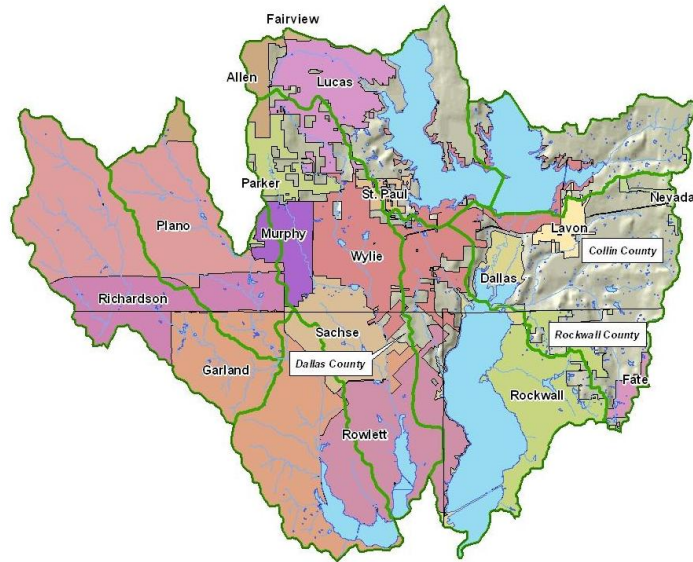 Fairview
Allen
Lucas
Parker
St. Paul
Nevada
Plano
Murphy
Wylie
Lavon
Collin County
Dallas
Richardson
Sachse
Rockwall County
Dallas County
Garland
Rockwall
Fate
Rowlett